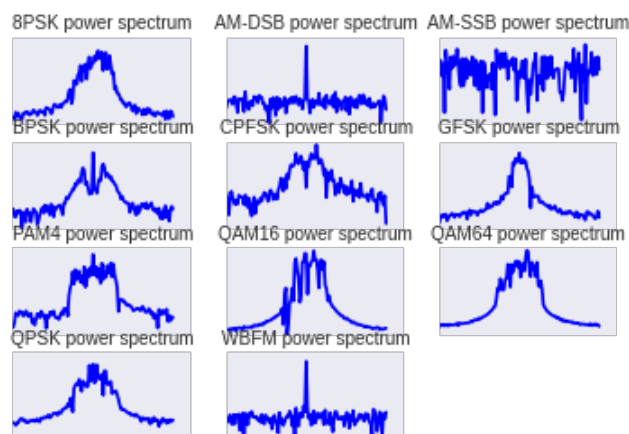 8PSK power spectrum AM-DSB power spectrum AM-SSB power spectrum
BPSK power spectrum CPFSK power spectrum GFSK power spectrum
PAM4 power spectrum QAM16 power spectrum QAM64 power spectrum
QPSK power spectrum WBFM power spectrum